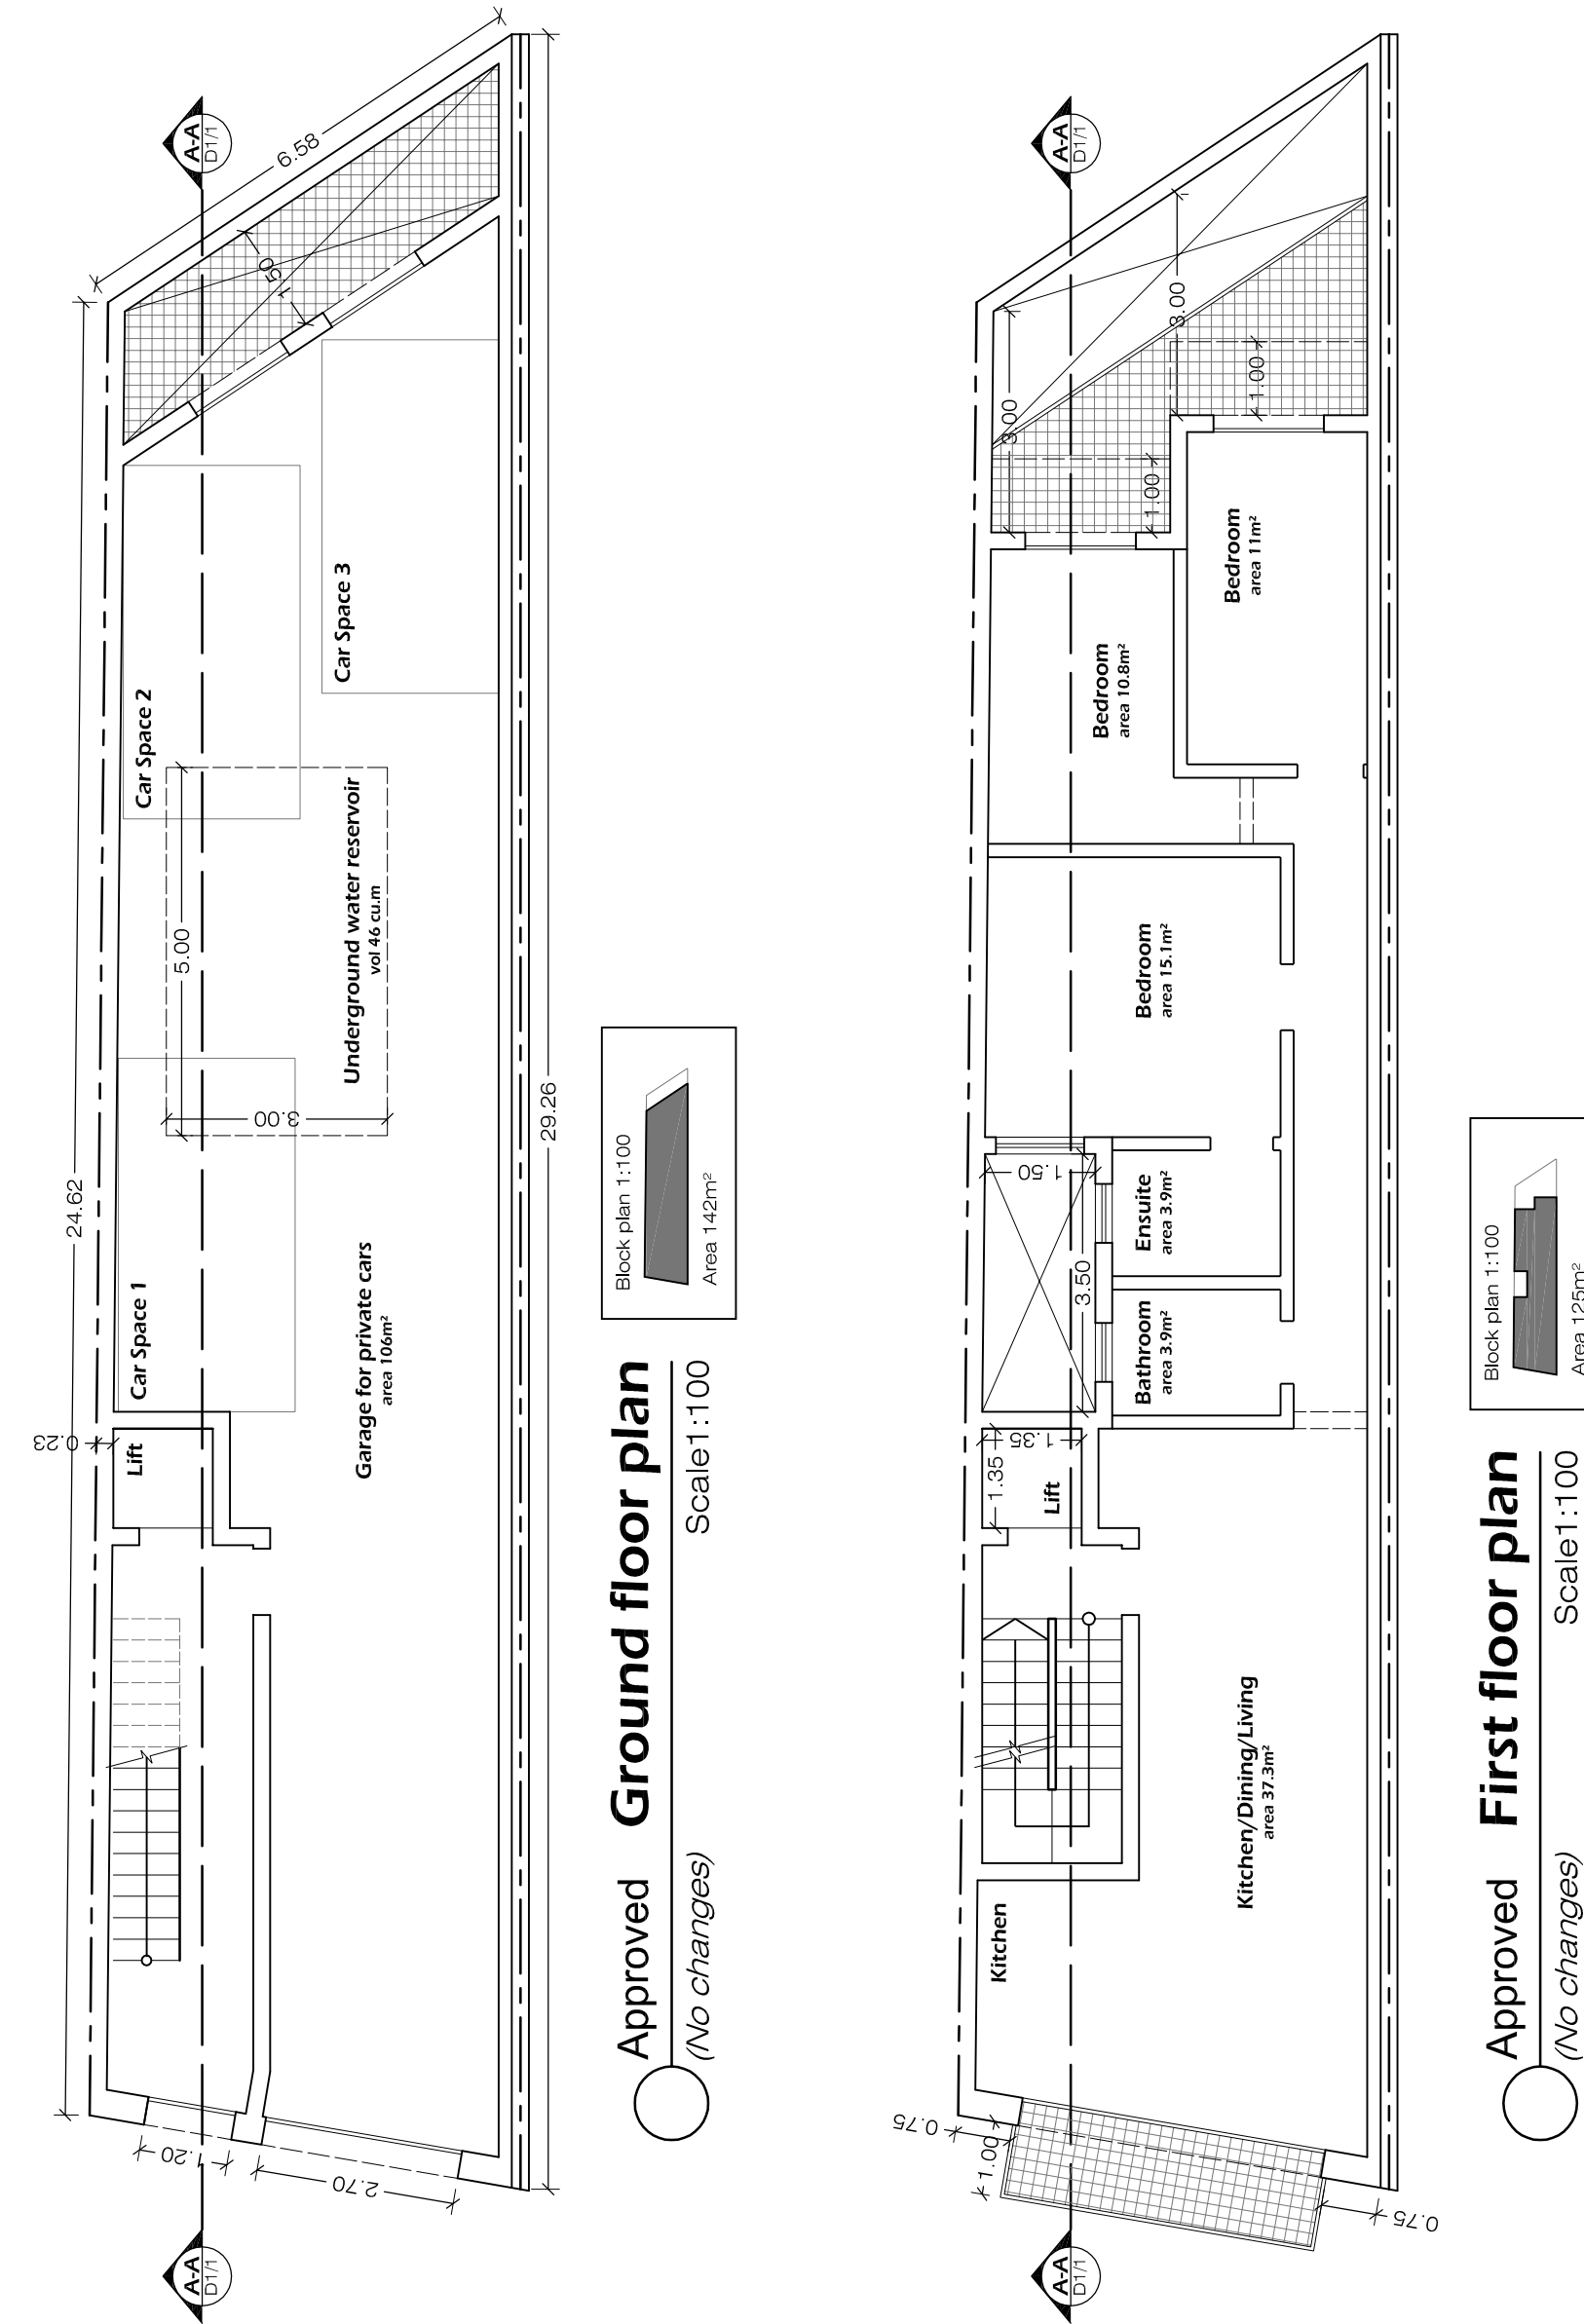 A-A
D1/1
6.58
1.50
24.62
29.26
Car Space 2
Car Space 3
5.00
3.00
Underground water reservoir
vol 46 cu.m
Car Space 1
Garage for private cars
area 106m²
0.23
Lift
1.20
2.70
A-A
D1/1
Block plan 1:100
Area 142m²
Approved Ground floor plan
(No changes) Scale1:100
A-A
D1/1
3.00
3.00
1.00
1.00
Bedroom
area 10.8m²
Bedroom
area 11m²
Bedroom
area 15.1m²
1.50
3.50
Ensuite
area 3.9m²
Bathroom
area 3.9m²
1.35
1.35
Lift
Kitchen
Kitchen/Dining/Living
area 37.3m²
0.75
1.00
0.75
A-A
D1/1
Block plan 1:100
Area 125m²
Approved First floor plan
(No changes) Scale1:100